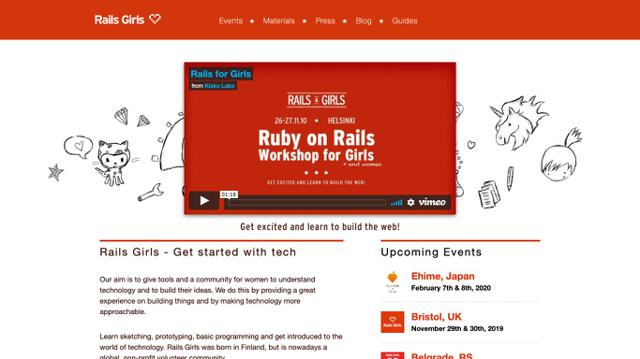 Rails Girls
Events ★ Materials ★ Press ★ Blog ★ Guides
Rails for Girls
from Kisko Labs
RAILS GIRLS
26-27.11.10 HELSINKI
Ruby on Rails
Workshop for Girls
+ and women
GET EXCITED AND LEARN TO BUILD THE WEB!
01:18
vimeo
Get excited and learn to build the web!
Rails Girls - Get started with tech
Our aim is to give tools and a community for women to understand
technology and to build their ideas. We do this by providing a great
experience on building things and by making technology more
approachable.
Learn sketching, prototyping, basic programming and get introduced to the
world of technology. Rails Girls was born in Finland, but is nowadays a
global, non-profit volunteer community.
Upcoming Events
Ehime, Japan
February 7th & 8th, 2020
Rails Girls
Bristol, UK
November 29th & 30th, 2019
Rails Girls
Belgrade, RS